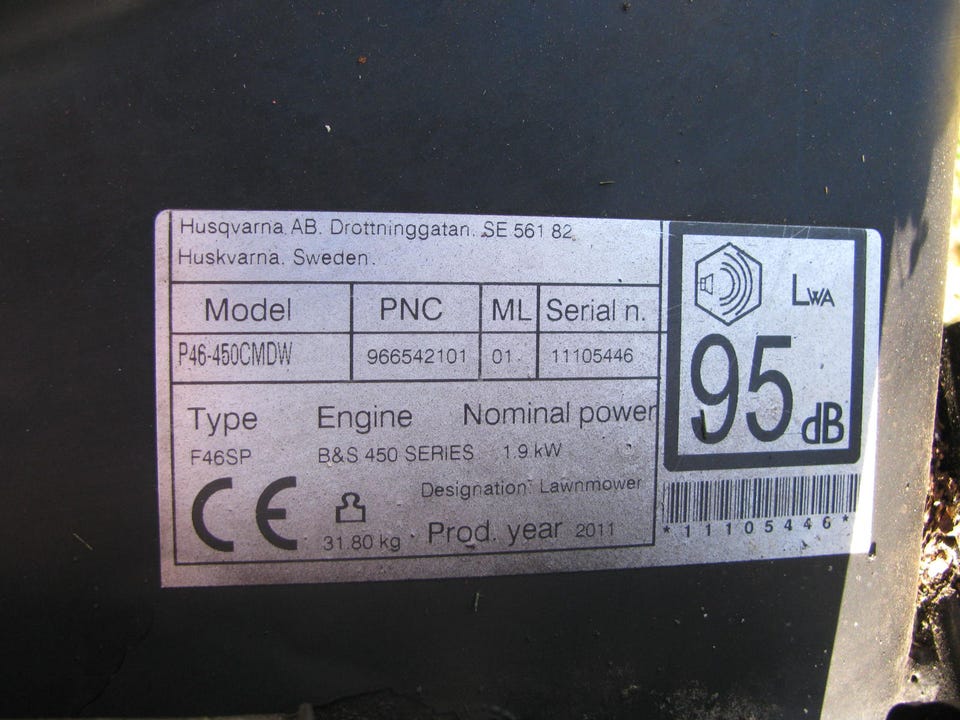 Husqvarna AB. Drottninggatan. SE 561 82
Huskvarna. Sweden.
Model PNC ML Serial n.
P46-450CMDW 966542101 01 11105446
Type Engine Nominal power
F46SP B&S 450 SERIES 1.9 kW
Designation: Lawnmower
CE 31.80 kg Prod. year 2011
LWA
95 dB
*11105446*